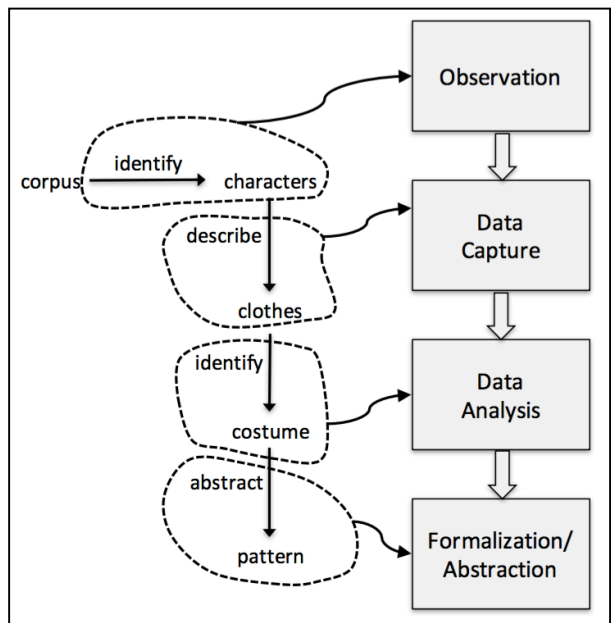 Observation
identify
corpus
characters
describe
Data
Capture
clothes
identify
Data
Analysis
costume
abstract
pattern
Formalization/
Abstraction